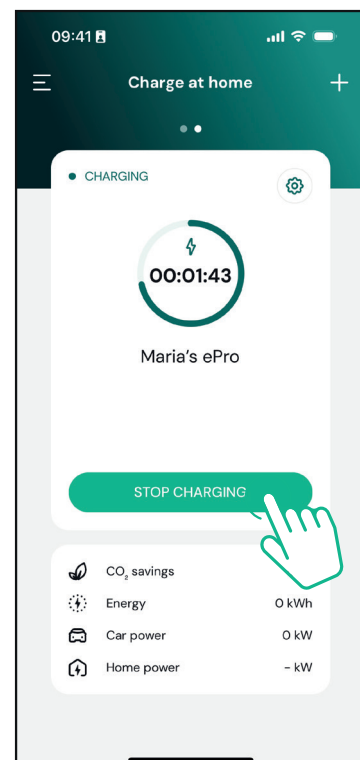 09:41
Charge at home
CHARGING
00:01:43
Maria's ePro
STOP CHARGING
CO₂ savings
Energy 0 kWh
Car power 0 kW
Home power – kW